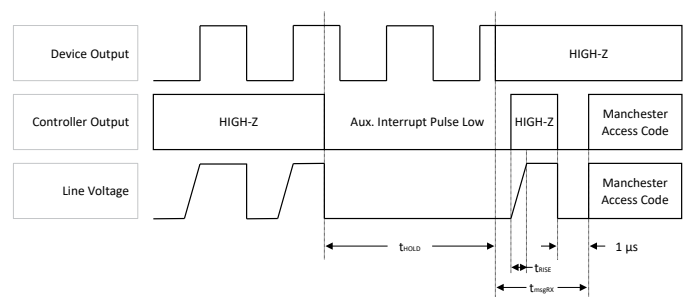 Device Output
HIGH-Z
Controller Output
HIGH-Z
Aux. Interrupt Pulse Low
HIGH-Z
Manchester
Access Code
Line Voltage
Manchester
Access Code
tHOLD
1 µs
tRISE
tmsgRX